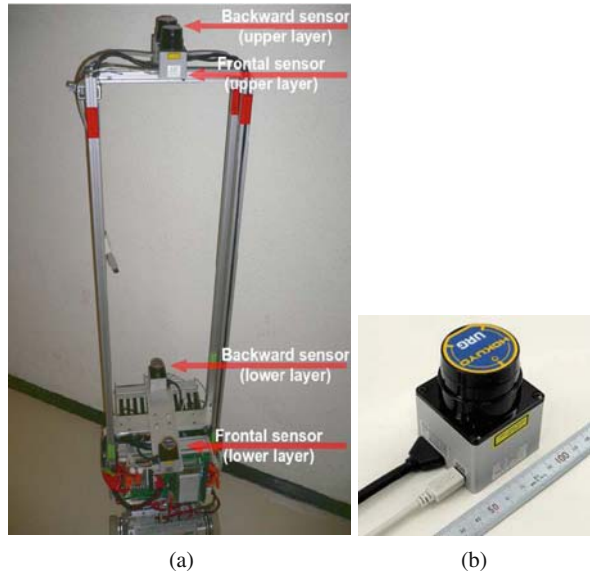 Backward sensor
(upper layer)
Frontal sensor
(upper layer)
Backward sensor
(lower layer)
Frontal sensor
(lower layer)
HOKUYO
URG
50
100
(a)
(b)